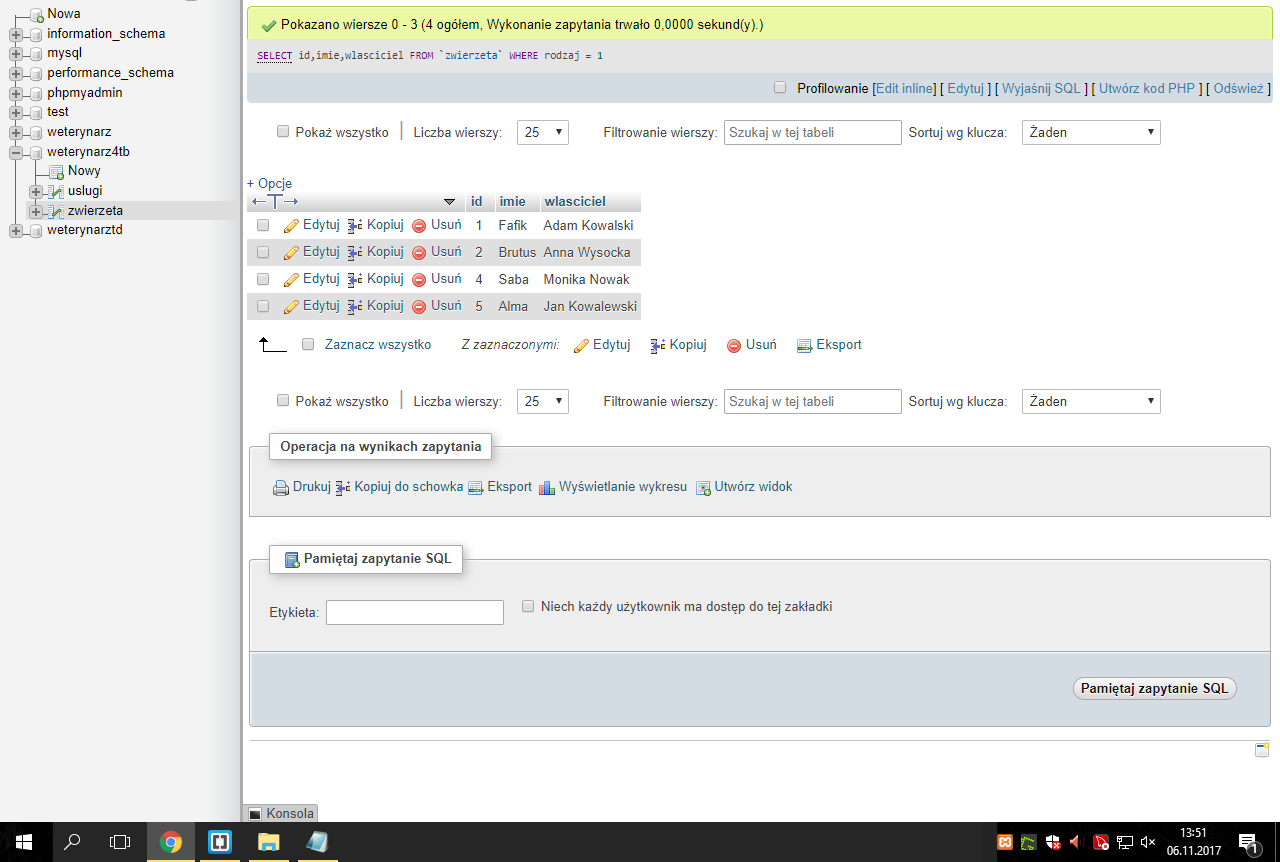 Nowa
information_schema
mysql
performance_schema
phpmyadmin
test
weterynarz
weterynarz4tb
Nowy
uslugi
zwierzeta
weterynarztd
Pokazano wiersze 0 - 3 (4 ogółem, Wykonanie zapytania trwało 0,0000 sekund(y).)
SELECT id,imie,wlasciciel FROM `zwierzeta` WHERE rodzaj = 1
Profilowanie [Edit inline] [ Edytuj ] [ Wyjaśnij SQL ] [ Utwórz kod PHP ] [ Odśwież ]
Pokaż wszystko | Liczba wierszy: 25 Filtrowanie wierszy: Szukaj w tej tabeli Sortuj wg klucza: Żaden
+ Opcje
←T→ id imie wlasciciel
Edytuj Kopiuj Usuń 1 Fafik Adam Kowalski
Edytuj Kopiuj Usuń 2 Brutus Anna Wysocka
Edytuj Kopiuj Usuń 4 Saba Monika Nowak
Edytuj Kopiuj Usuń 5 Alma Jan Kowalewski
Zaznacz wszystko Z zaznaczonymi: Edytuj Kopiuj Usuń Eksport
Pokaż wszystko | Liczba wierszy: 25 Filtrowanie wierszy: Szukaj w tej tabeli Sortuj wg klucza: Żaden
Operacja na wynikach zapytania
Drukuj Kopiuj do schowka Eksport Wyświetlanie wykresu Utwórz widok
Pamiętaj zapytanie SQL
Etykieta: Niech każdy użytkownik ma dostęp do tej zakładki
Pamiętaj zapytanie SQL
Konsola
13:51
06.11.2017
1